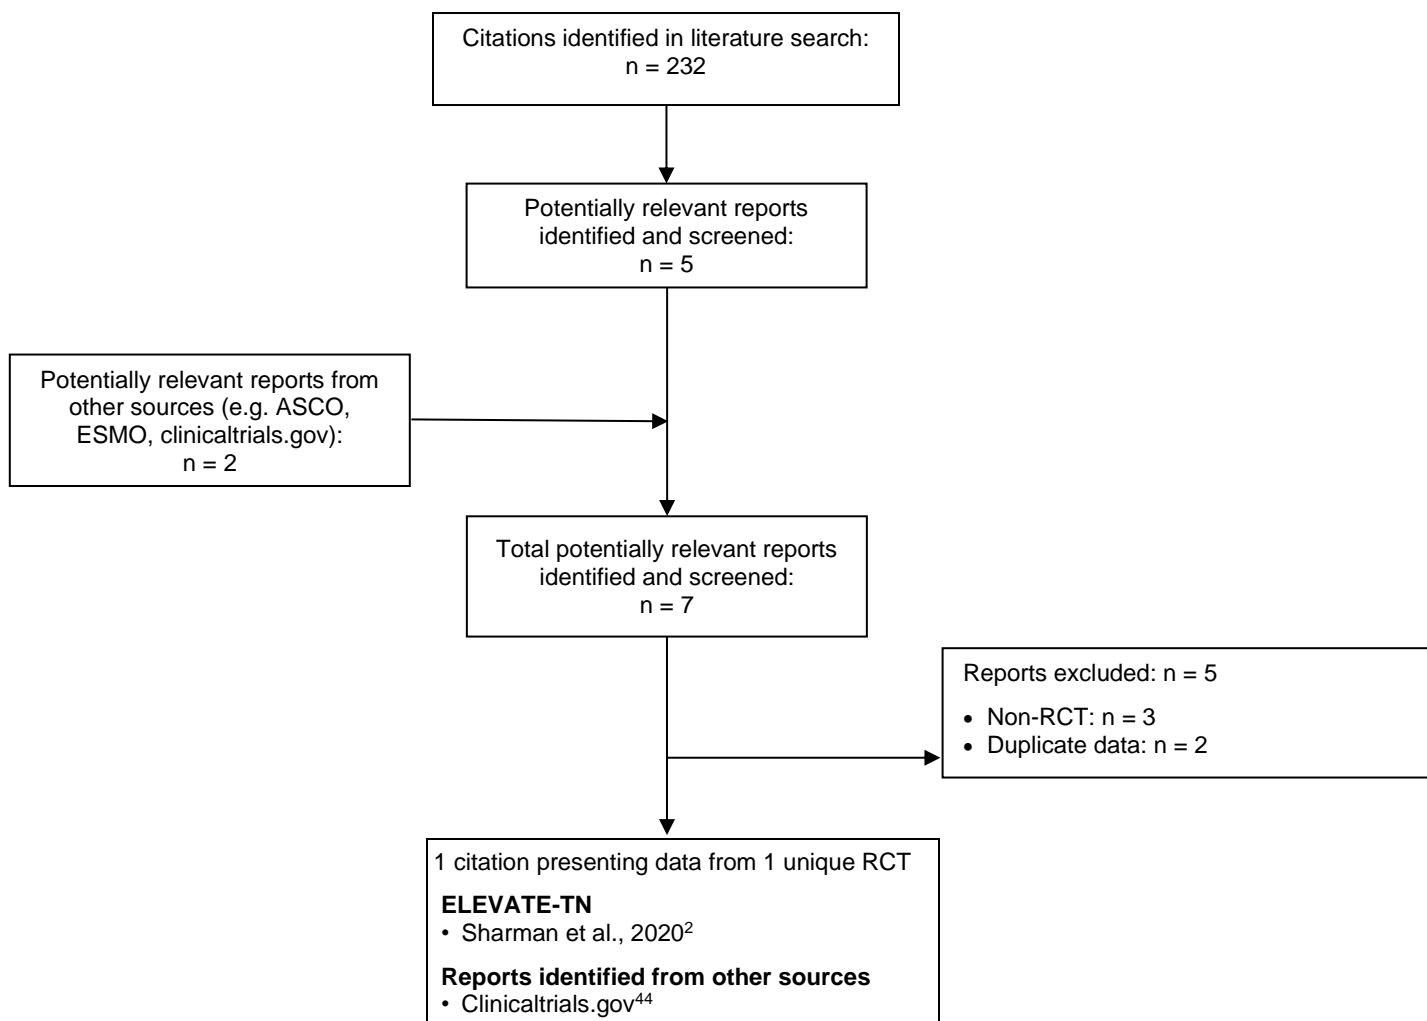 Citations identified in literature search:
n = 232
Potentially relevant reports
identified and screened:
n = 5
Potentially relevant reports from
other sources (e.g. ASCO,
ESMO, clinicaltrials.gov):
n = 2
Total potentially relevant reports
identified and screened:
n = 7
Reports excluded: n = 5
• Non-RCT: n = 3
• Duplicate data: n = 2
1 citation presenting data from 1 unique RCT
ELEVATE-TN
• Sharman et al., 2020²
Reports identified from other sources
• Clinicaltrials.gov⁴⁴